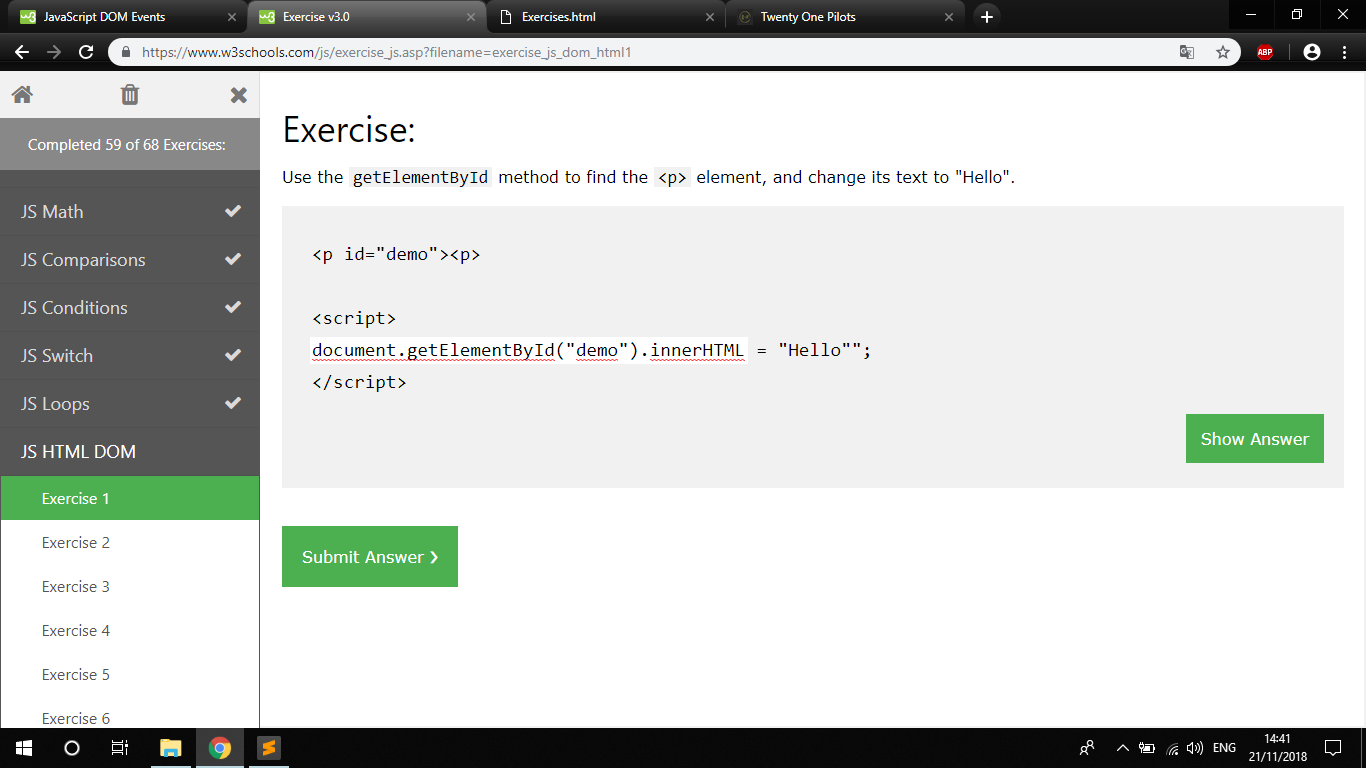 JavaScript DOM Events
Exercise v3.0
Exercises.html
Twenty One Pilots
https://www.w3schools.com/js/exercise_js.asp?filename=exercise_js_dom_html1
ABP
Completed 59 of 68 Exercises:
JS Math
JS Comparisons
JS Conditions
JS Switch
JS Loops
JS HTML DOM
Exercise 1
Exercise 2
Exercise 3
Exercise 4
Exercise 5
Exercise 6
Exercise:
Use the getElementById method to find the <p> element, and change its text to "Hello".
<p id="demo"><p>
<script>
document.getElementById("demo").innerHTML = "Hello"";
</script>
Show Answer
Submit Answer ❯
ENG
14:41
21/11/2018